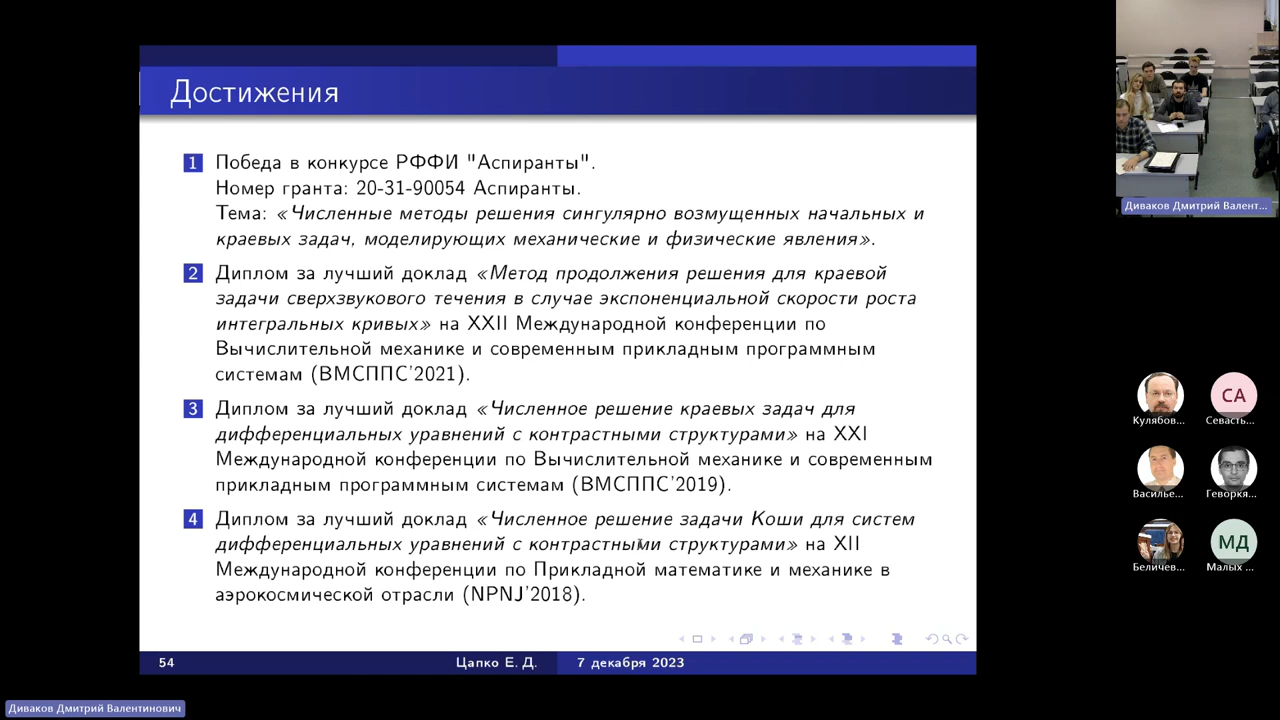 Достижения
1 Победа в конкурсе РФФИ "Аспиранты".
Номер гранта: 20-31-90054 Аспиранты.
Тема: «Численные методы решения сингулярно возмущенных начальных и
краевых задач, моделирующих механические и физические явления».
2 Диплом за лучший доклад «Метод продолжения решения для краевой
задачи сверхзвукового течения в случае экспоненциальной скорости роста
интегральных кривых» на XXII Международной конференции по
Вычислительной механике и современным прикладным программным
системам (ВМСППС'2021).
3 Диплом за лучший доклад «Численное решение краевых задач для
дифференциальных уравнений с контрастными структурами» на XXI
Международной конференции по Вычислительной механике и современным
прикладным программным системам (ВМСППС'2019).
4 Диплом за лучший доклад «Численное решение задачи Коши для систем
дифференциальных уравнений с контрастными структурами» на XII
Международной конференции по Прикладной математике и механике в
аэрокосмической отрасли (NPNJ'2018).
54 Цапко Е. Д. 7 декабря 2023
Диваков Дмитрий Валент...
СА
Кулябов... Севасть...
Василье... Геворкя...
МД
Беличев... Малых ...
Диваков Дмитрий Валентинович